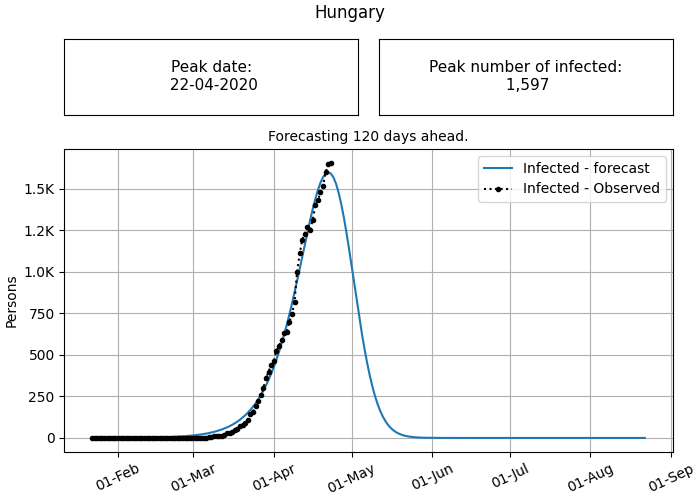 Hungary
Peak date:
22-04-2020
Peak number of infected:
1,597
Forecasting 120 days ahead.
Infected - forecast
Infected - Observed
Persons
1.5K
1.2K
1.0K
750
500
250
0
01-Feb
01-Mar
01-Apr
01-May
01-Jun
01-Jul
01-Aug
01-Sep